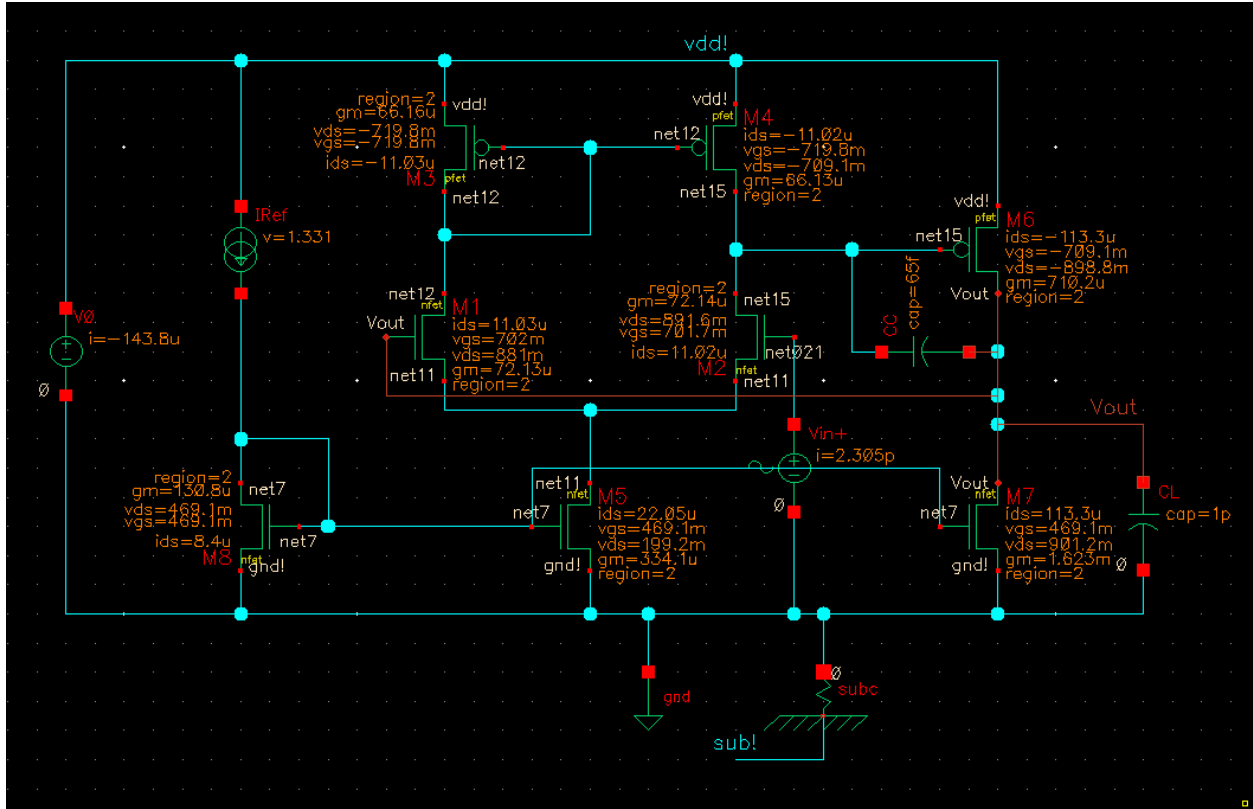 vdd!
region=2
gm=66.16u
vds=-719.8m
vgs=-719.8m
ids=-11.03u
M3
pfet
vdd!
net12
net12
vdd!
net12
M4
pfet
ids=-11.02u
vgs=-719.8m
vds=-709.1m
gm=66.13u
region=2
net15
IRef
v=1.331
vdd!
M6
pfet
net15
ids=-113.3u
vgs=-709.1m
vds=-898.8m
gm=710.2u
region=2
Vout
V0
i=-143.8u
0
net12
nfet
M1
Vout
ids=11.03u
vgs=702m
vds=881m
gm=72.13u
region=2
net11
region=2
gm=72.14u
vds=891.6m
vgs=701.7m
ids=11.02u
M2
nfet
net15
net021
net11
CC
cap=65f
Vout
Vin+
i=2.305p
0
region=2
gm=130.8u
vds=469.1m
vgs=469.1m
ids=8.4u
M8
nfet
net7
net7
gnd!
net11
nfet
M5
net7
ids=22.05u
vgs=469.1m
vds=199.2m
gm=334.1u
region=2
gnd!
Vout
nfet
M7
net7
ids=113.3u
vgs=469.1m
vds=901.2m
gm=1.623m
region=2
gnd!
CL
cap=1p
0
gnd
0
subc
sub!